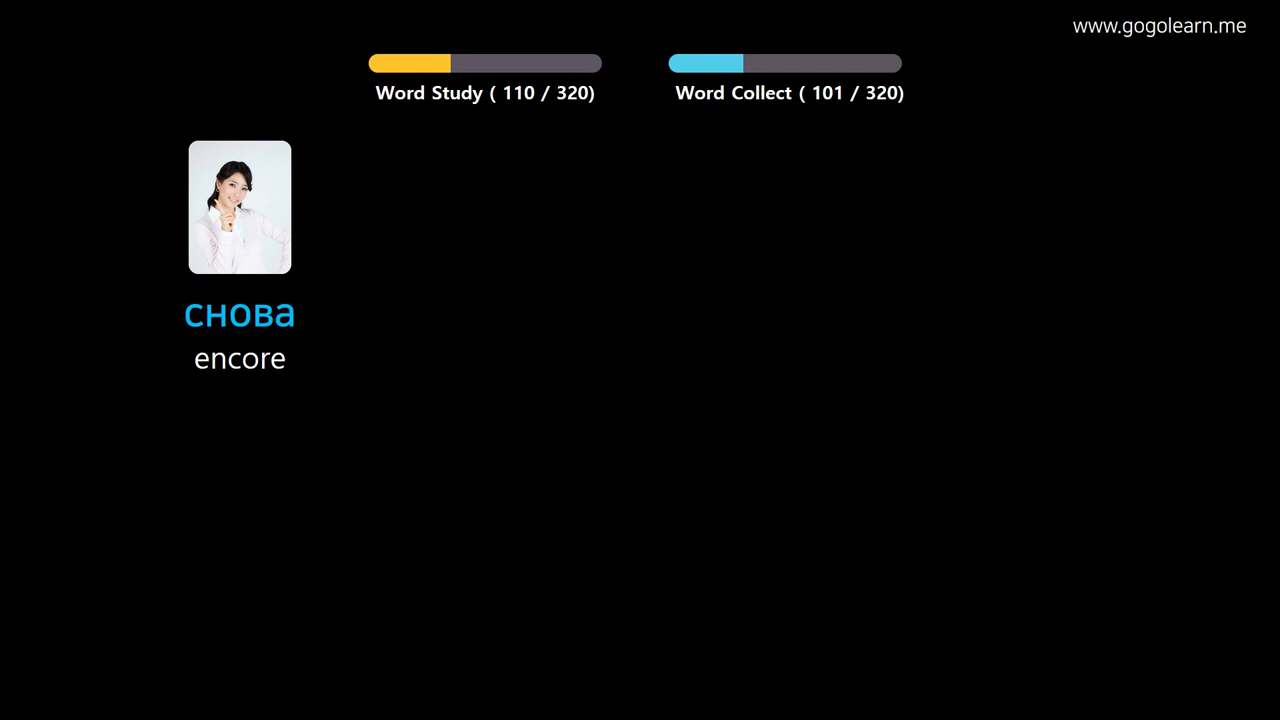 www.gogolearn.me
Word Study ( 110 / 320)
Word Collect ( 101 / 320)
снова
encore